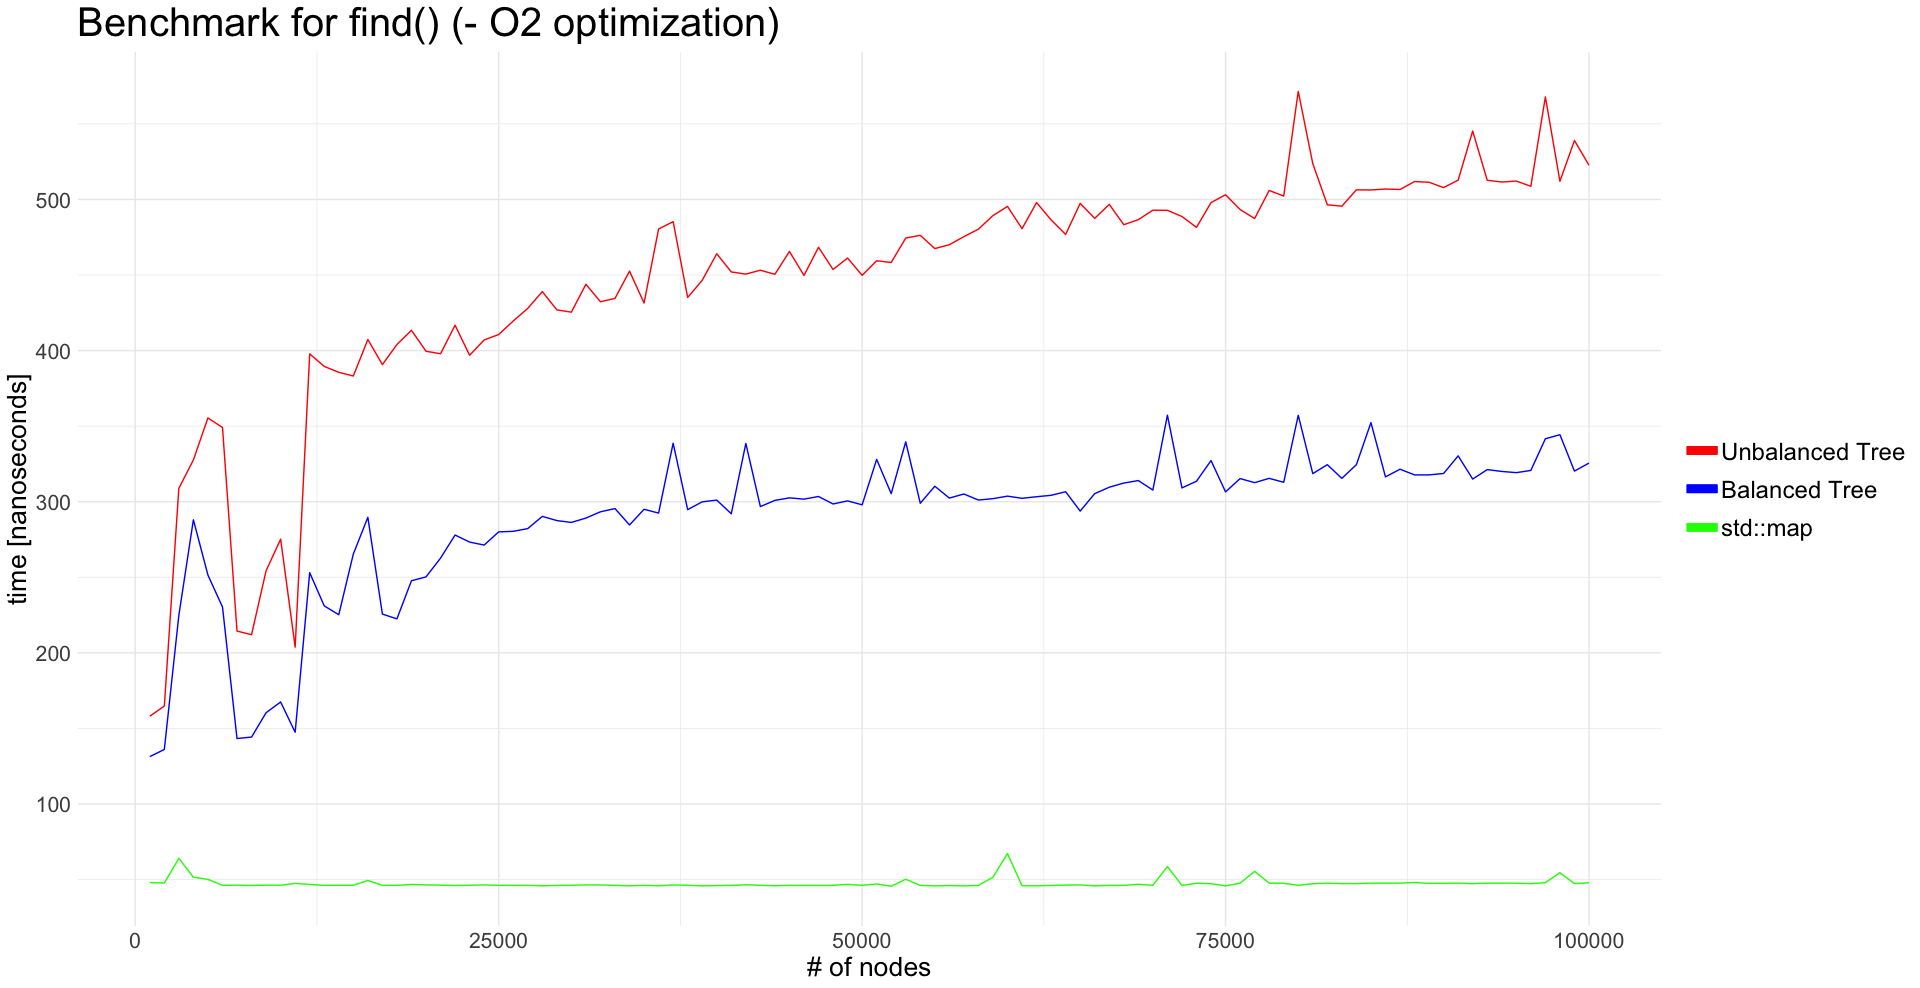 Benchmark for find() (- O2 optimization)
time [nanoseconds]
500
400
300
200
100
0
25000
50000
75000
100000
# of nodes
Unbalanced Tree
Balanced Tree
std::map